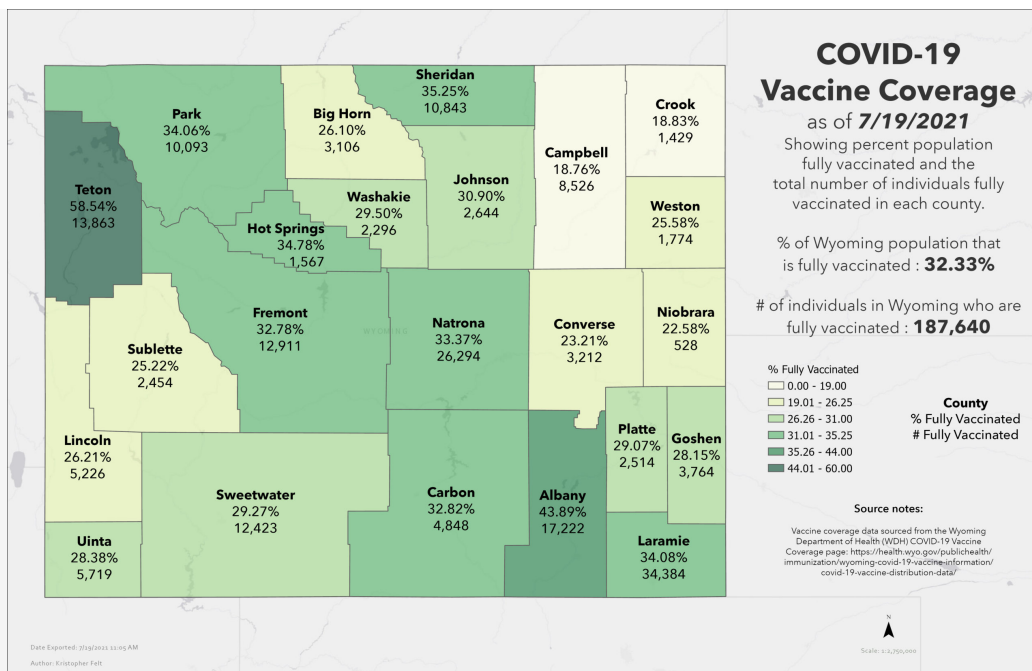 COVID-19
Vaccine Coverage
as of 7/19/2021
Showing percent population
fully vaccinated and the
total number of individuals fully
vaccinated in each county.
% of Wyoming population that
is fully vaccinated : 32.33%
# of individuals in Wyoming who are
fully vaccinated : 187,640
% Fully Vaccinated
0.00 - 19.00
19.01 - 26.25
26.26 - 31.00
31.01 - 35.25
35.26 - 44.00
44.01 - 60.00
County
% Fully Vaccinated
# Fully Vaccinated
Source notes:
Vaccine coverage data sourced from the Wyoming
Department of Health (WDH) COVID-19 Vaccine
Coverage page: https://health.wyo.gov/publichealth/
immunization/wyoming-covid-19-vaccine-information/
covid-19-vaccine-distribution-data/
N
Scale: 1:2,750,000
Park
34.06%
10,093
Big Horn
26.10%
3,106
Sheridan
35.25%
10,843
Campbell
18.76%
8,526
Crook
18.83%
1,429
Teton
58.54%
13,863
Washakie
29.50%
2,296
Johnson
30.90%
2,644
Weston
25.58%
1,774
Hot Springs
34.78%
1,567
Fremont
32.78%
12,911
WYOMING
Natrona
33.37%
26,294
Converse
23.21%
3,212
Niobrara
22.58%
528
Sublette
25.22%
2,454
Lincoln
26.21%
5,226
Platte
29.07%
2,514
Goshen
28.15%
3,764
Sweetwater
29.27%
12,423
Carbon
32.82%
4,848
Albany
43.89%
17,222
Uinta
28.38%
5,719
Laramie
34.08%
34,384
Date Exported: 7/19/2021 11:05 AM
Author: Kristopher Felt